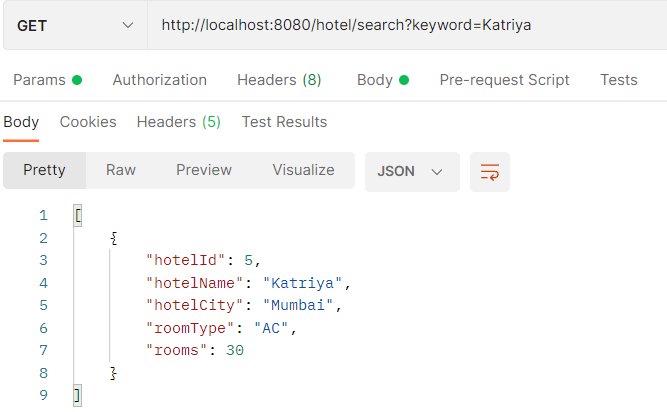 GET http://localhost:8080/hotel/search?keyword=Katriya
Params Authorization Headers (8) Body Pre-request Script Tests
Body Cookies Headers (5) Test Results
Pretty Raw Preview Visualize JSON
1 [
2 {
3 "hotelId": 5,
4 "hotelName": "Katriya",
5 "hotelCity": "Mumbai",
6 "roomType": "AC",
7 "rooms": 30
8 }
9 ]